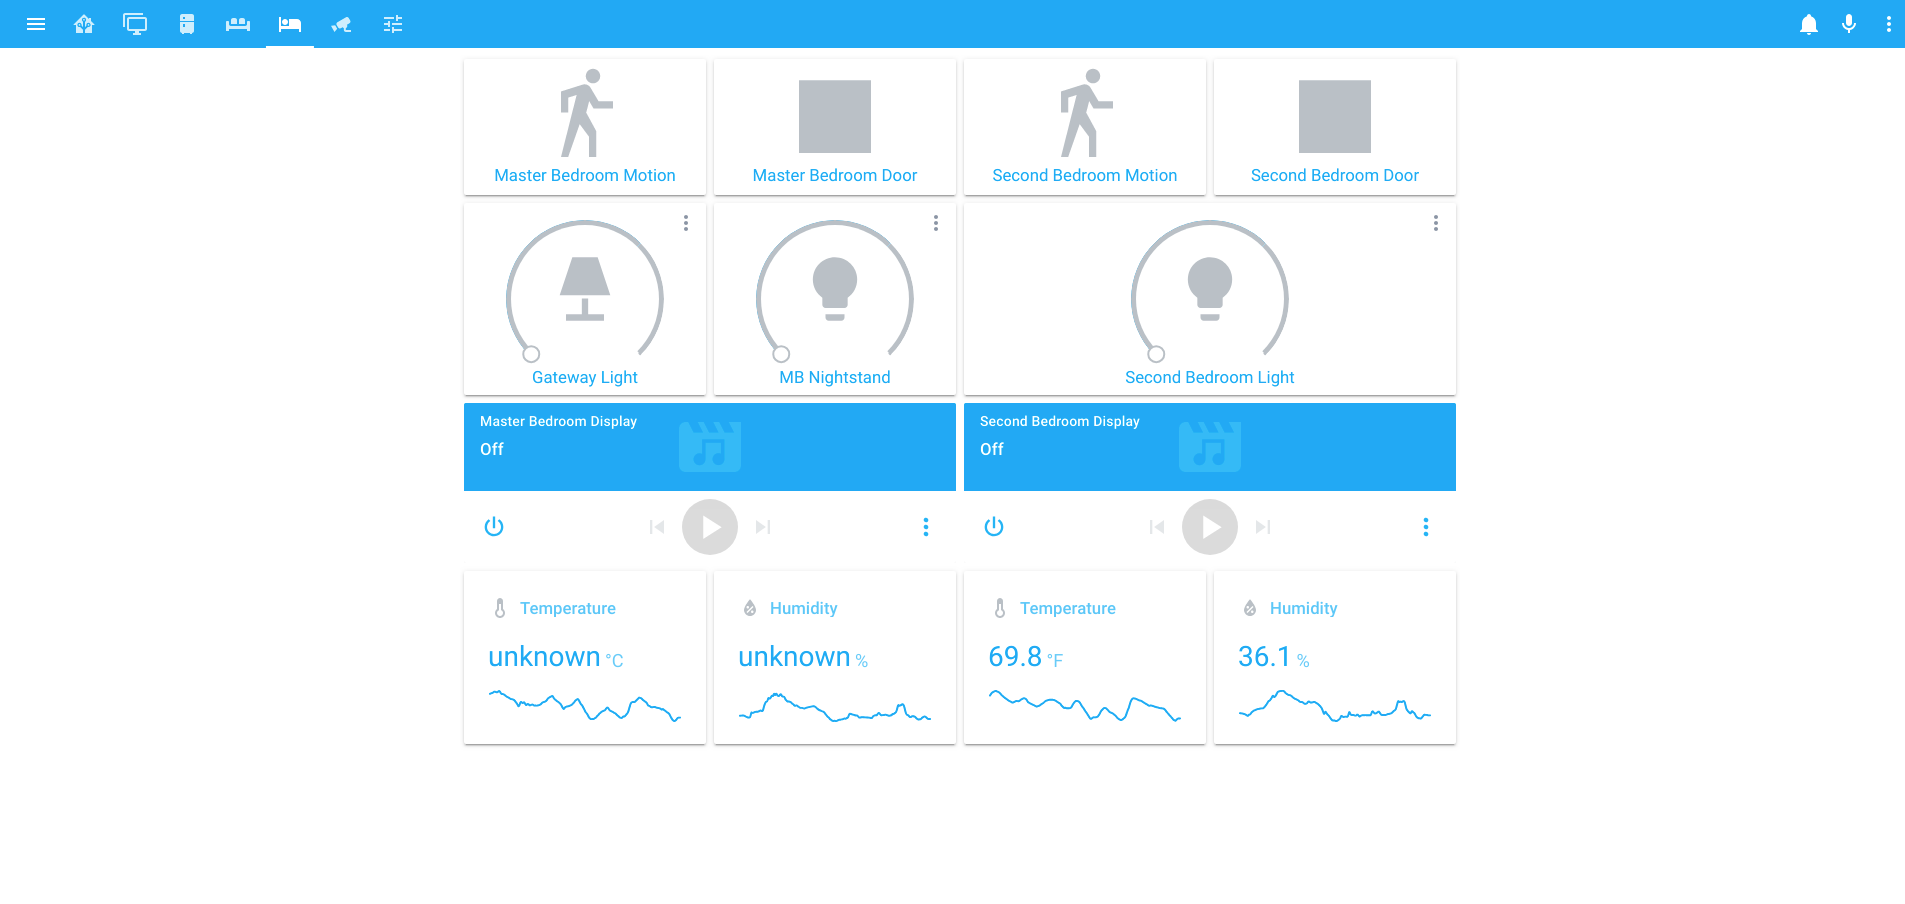 Master Bedroom Motion
Master Bedroom Door
Second Bedroom Motion
Second Bedroom Door
Gateway Light
MB Nightstand
Second Bedroom Light
Master Bedroom Display
Off
Second Bedroom Display
Off
Temperature
unknown °C
Humidity
unknown %
Temperature
69.8 °F
Humidity
36.1 %